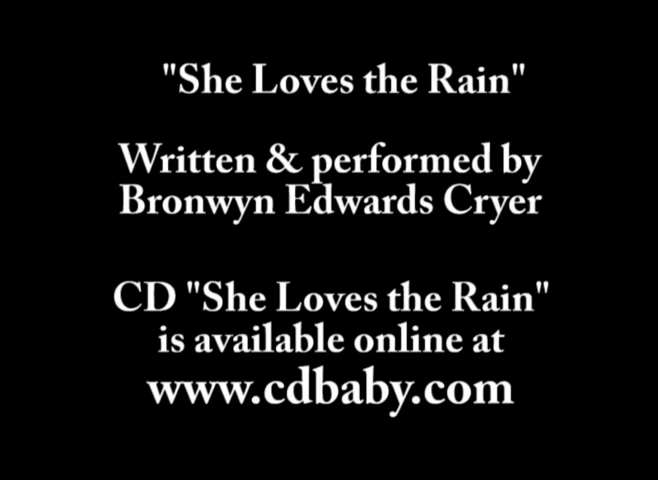 "She Loves the Rain"
Written & performed by
Bronwyn Edwards Cryer
CD "She Loves the Rain"
is available online at
www.cdbaby.com